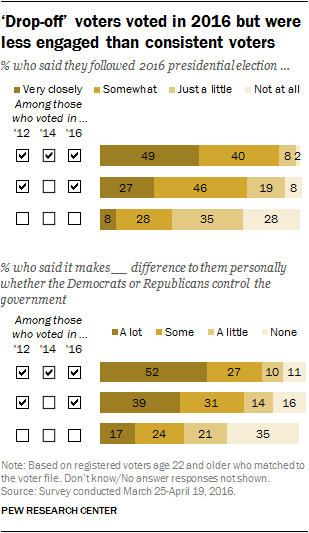 ‘Drop-off’ voters voted in 2016 but were
less engaged than consistent voters
% who said they followed 2016 presidential election ...
Very closely Somewhat Just a little Not at all
Among those
who voted in ...
’12 ’14 ’16
49 40 8 2
27 46 19 8
8 28 35 28
% who said it makes __ difference to them personally
whether the Democrats or Republicans control the
government
Among those
who voted in ...
A lot Some A little None
’12 ’14 ’16
52 27 10 11
39 31 14 16
17 24 21 35
Note: Based on registered voters age 22 and older who matched to
the voter file. Don’t know/No answer responses not shown.
Source: Survey conducted March 25-April 19, 2016.
PEW RESEARCH CENTER